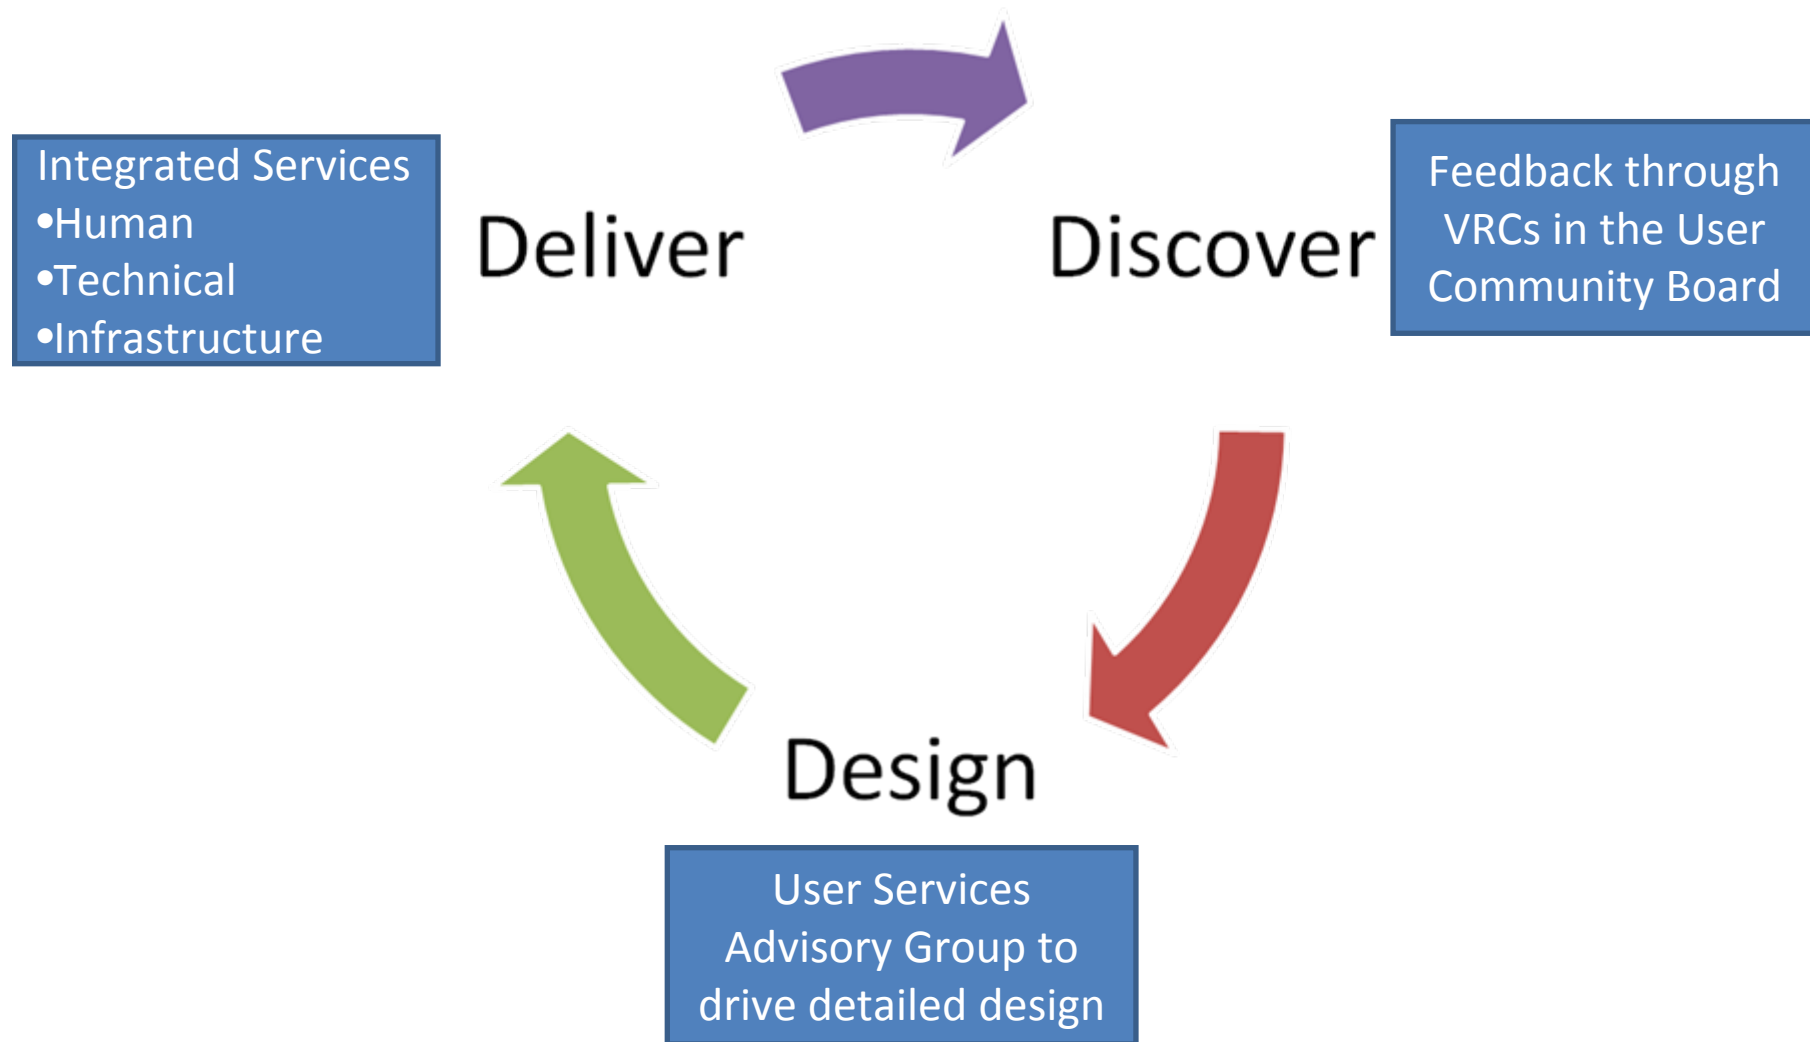 Integrated Services
•Human
•Technical
•Infrastructure
Deliver
Discover
Feedback through
VRCs in the User
Community Board
Design
User Services
Advisory Group to
drive detailed design